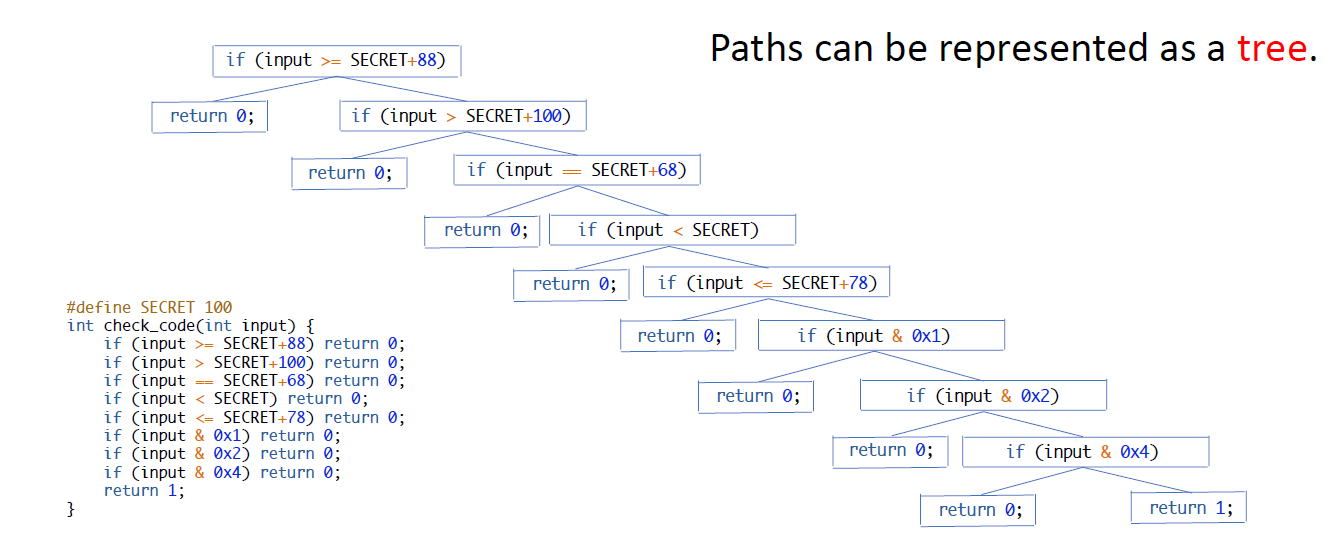 Paths can be represented as a tree.
if (input >= SECRET+88)
return 0;
if (input > SECRET+100)
return 0;
if (input == SECRET+68)
return 0;
if (input < SECRET)
return 0;
if (input <= SECRET+78)
return 0;
if (input & 0x1)
return 0;
if (input & 0x2)
return 0;
if (input & 0x4)
return 0;
return 1;
#define SECRET 100
int check_code(int input) {
    if (input >= SECRET+88) return 0;
    if (input > SECRET+100) return 0;
    if (input == SECRET+68) return 0;
    if (input < SECRET) return 0;
    if (input <= SECRET+78) return 0;
    if (input & 0x1) return 0;
    if (input & 0x2) return 0;
    if (input & 0x4) return 0;
    return 1;
}